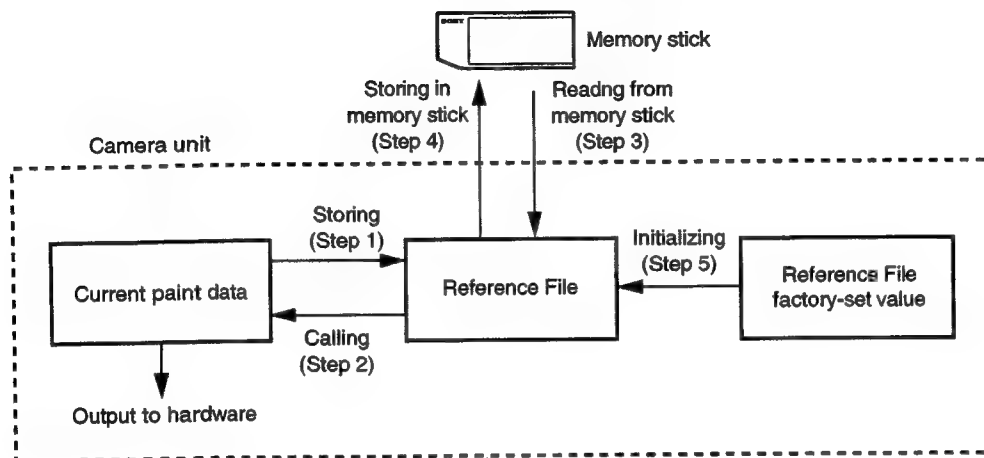 SONY
Memory stick
Storing in
memory stick
(Step 4)
Readng from
memory stick
(Step 3)
Camera unit
Storing
(Step 1)
Initializing
(Step 5)
Current paint data
Reference File
Reference File
factory-set value
Calling
(Step 2)
Output to hardware